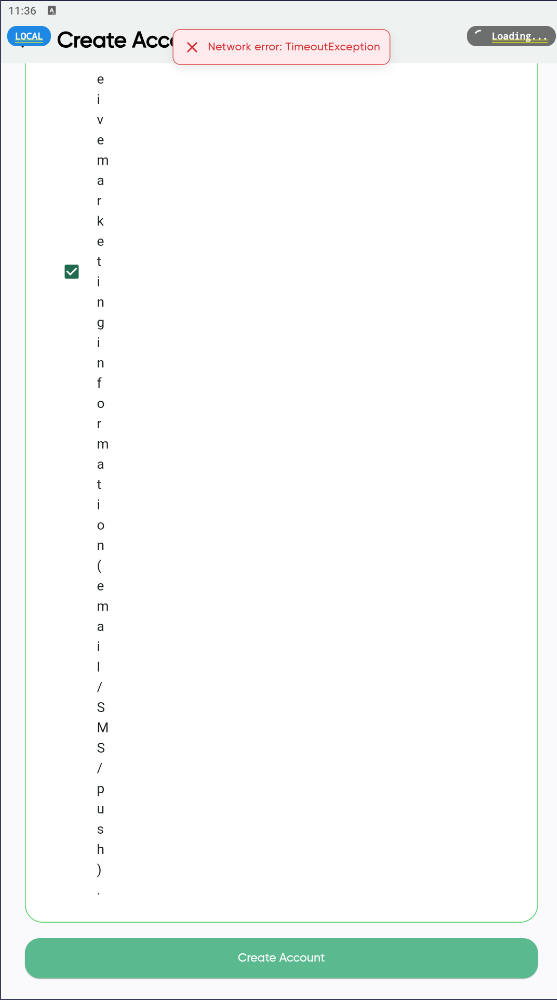 11:36 A
LOCAL
Create Acc
Network error: TimeoutException
Loading...
e
i
v
e
m
a
r
k
e
t
i
n
g
i
n
f
o
r
m
a
t
i
o
n
(
e
m
a
i
l
/
S
M
S
/
p
u
s
h
)
.
Create Account